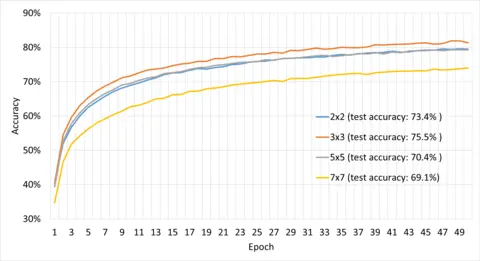 90%
80%
70%
60%
50%
40%
30%
Accuracy
2x2 (test accuracy: 73.4% )
3x3 (test accuracy: 75.5% )
5x5 (test accuracy: 70.4% )
7x7 (test accuracy: 69.1%)
1 3 5 7 9 11 13 15 17 19 21 23 25 27 29 31 33 35 37 39 41 43 45 47 49
Epoch